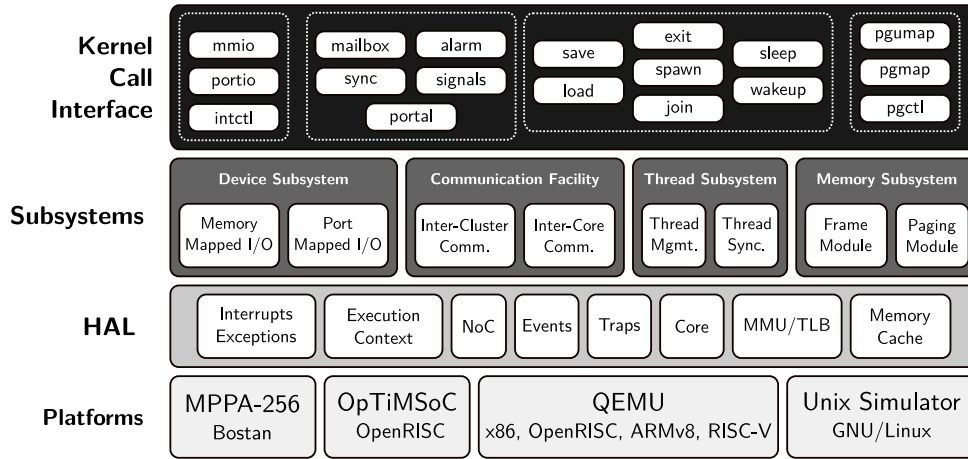 Kernel
Call
Interface
mmio
portio
intctl
mailbox
alarm
sync
signals
portal
save
load
exit
spawn
join
sleep
wakeup
pgumap
pgmap
pgctl
Subsystems
Device Subsystem
Memory
Mapped I/O
Port
Mapped I/O
Communication Facility
Inter-Cluster
Comm.
Inter-Core
Comm.
Thread Subsystem
Thread
Mgmt.
Thread
Sync.
Memory Subsystem
Frame
Module
Paging
Module
HAL
Interrupts
Exceptions
Execution
Context
NoC
Events
Traps
Core
MMU/TLB
Memory
Cache
Platforms
MPPA-256
Bostan
OpTiMSoC
OpenRISC
QEMU
x86, OpenRISC, ARMv8, RISC-V
Unix Simulator
GNU/Linux